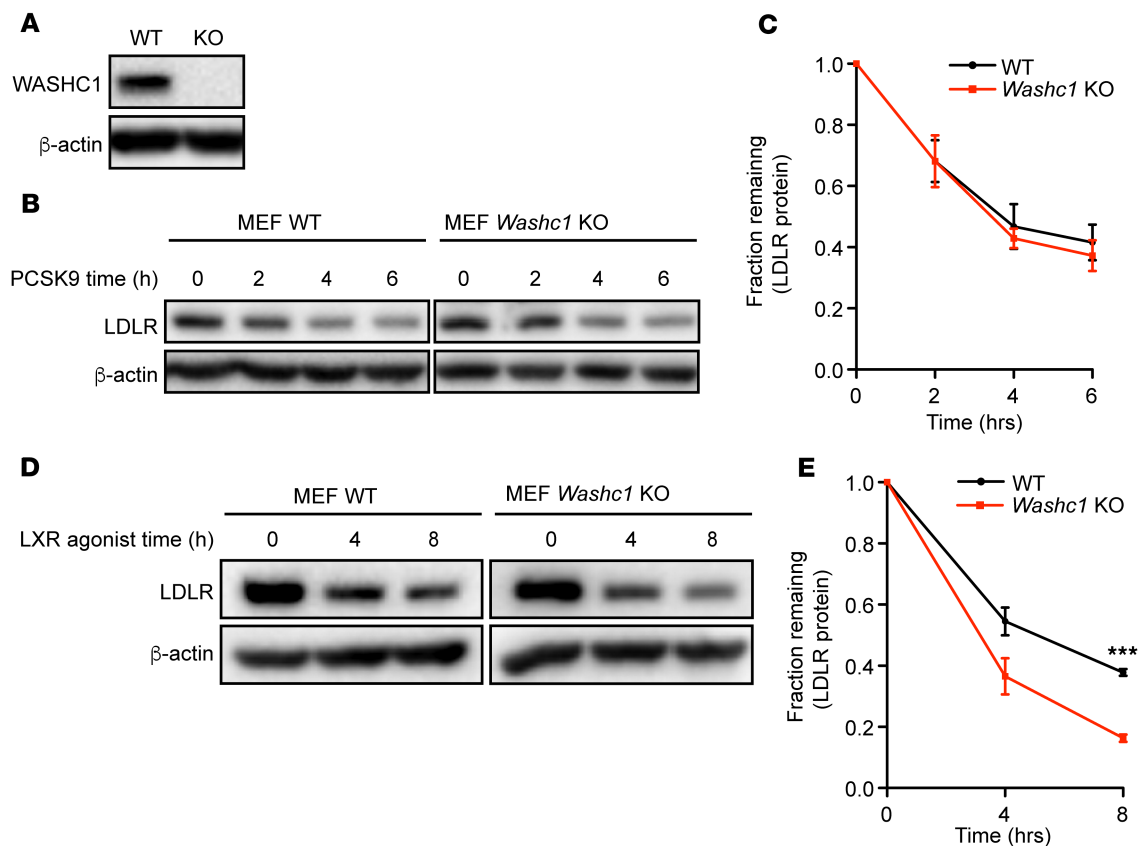 A
WT KO
WASHC1
β-actin
B
MEF WT MEF Washc1 KO
PCSK9 time (h) 0 2 4 6 0 2 4 6
LDLR
β-actin
C
WT
Washc1 KO
1.0
0.8
0.6
0.4
0.2
0.0
Fraction remaining
(LDLR protein)
0 2 4 6
Time (hrs)
D
MEF WT MEF Washc1 KO
LXR agonist time (h) 0 4 8 0 4 8
LDLR
β-actin
E
WT
Washc1 KO
1.0
0.8
0.6
0.4
0.2
0.0
Fraction remainng
(LDLR protein)
***
0 4 8
Time (hrs)